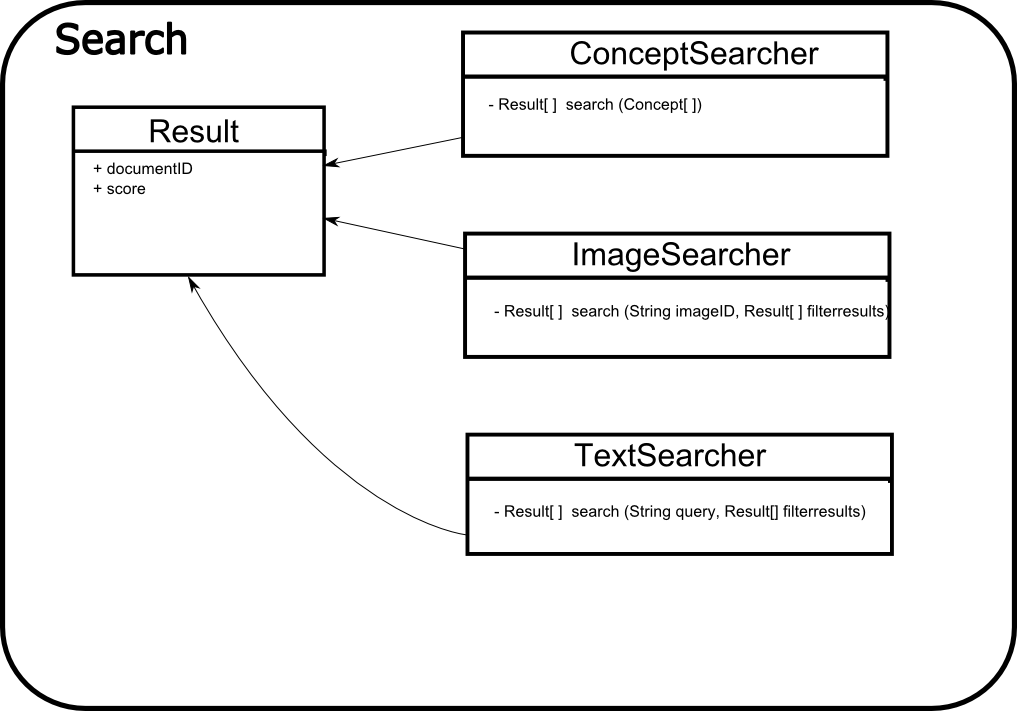 Search
Result
+ documentID
+ score
ConceptSearcher
- Result[ ]  search (Concept[ ])
ImageSearcher
- Result[ ]  search (String imageID, Result[ ] filterresults)
TextSearcher
- Result[ ]  search (String query, Result[] filterresults)